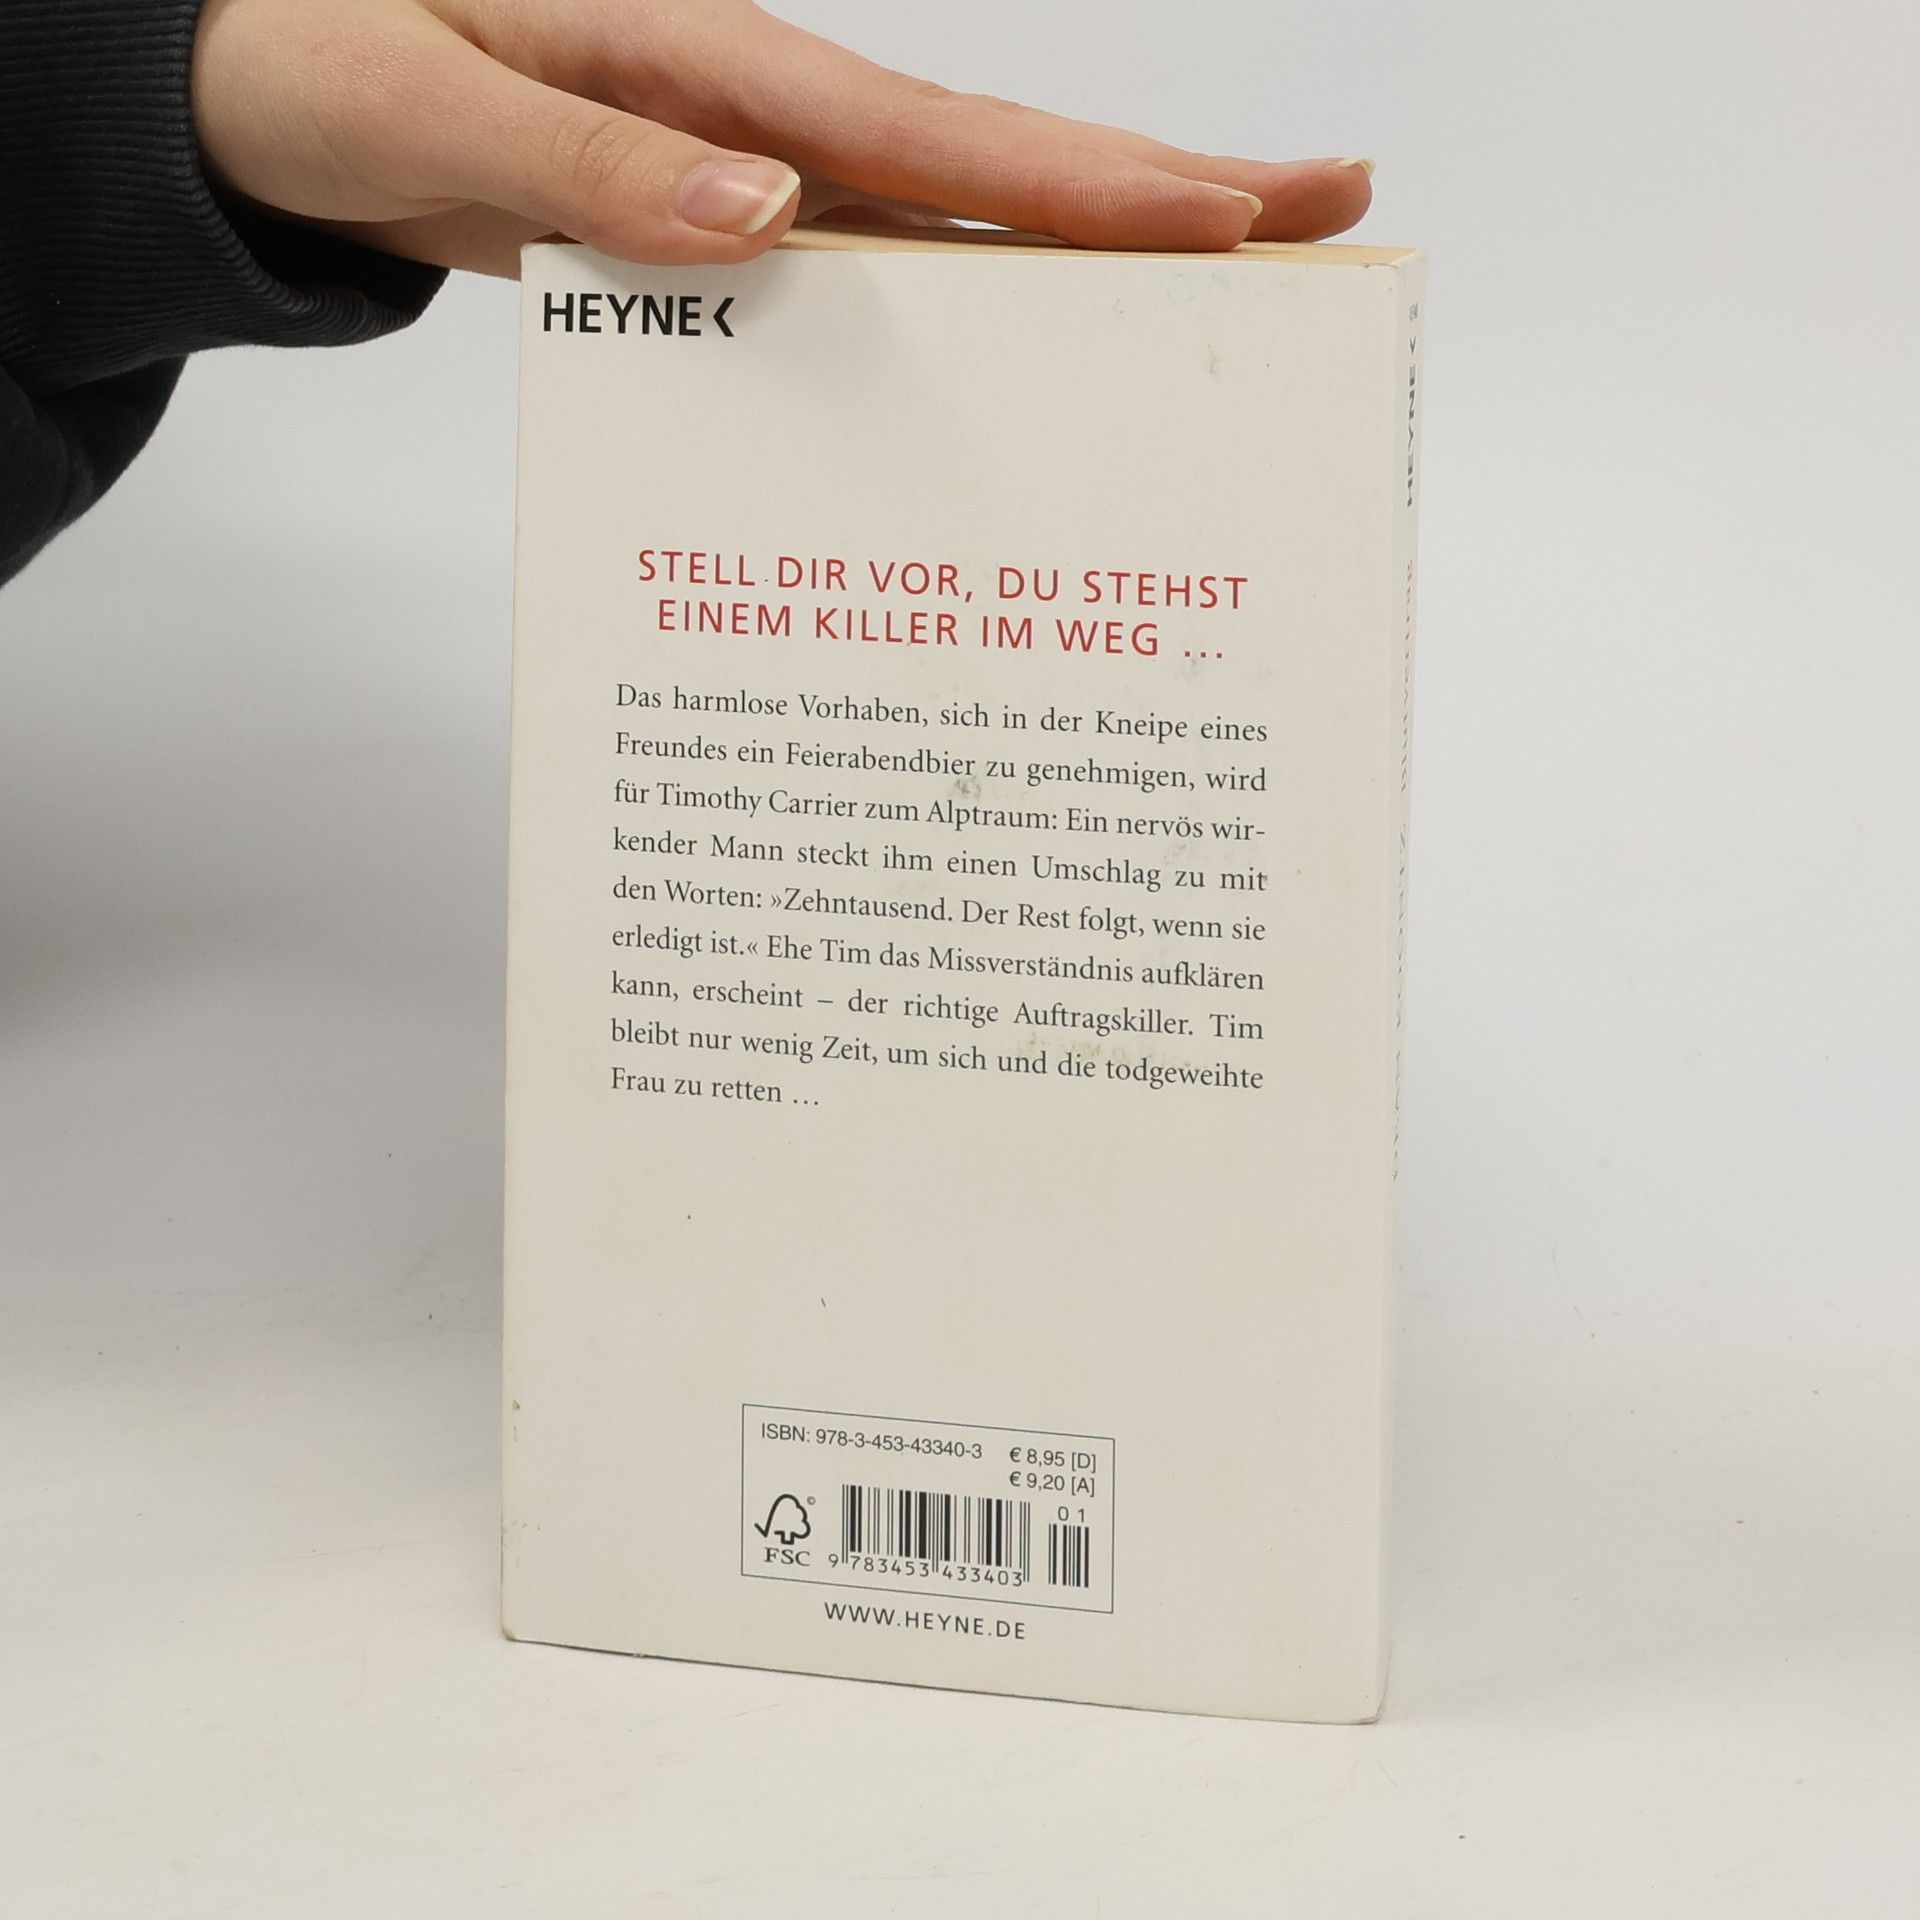 HEYNE‹
STELL DIR VOR, DU STEHST
EINEM KILLER IM WEG ...
Das harmlose Vorhaben, sich in der Kneipe eines
Freundes ein Feierabendbier zu genehmigen, wird
für Timothy Carrier zum Alptraum: Ein nervös wir-
kender Mann steckt ihm einen Umschlag zu mit
den Worten: »Zehntausend. Der Rest folgt, wenn sie
erledigt ist.« Ehe Tim das Missverständnis aufklären
kann, erscheint – der richtige Auftragskiller. Tim
bleibt nur wenig Zeit, um sich und die todgeweihte
Frau zu retten ...
ISBN: 978-3-453-43340-3
€ 8,95 [D]
€ 9,20 [A]
0 1
©
FSC
9 783453 433403
WWW.HEYNE.DE
HEYNE ‹